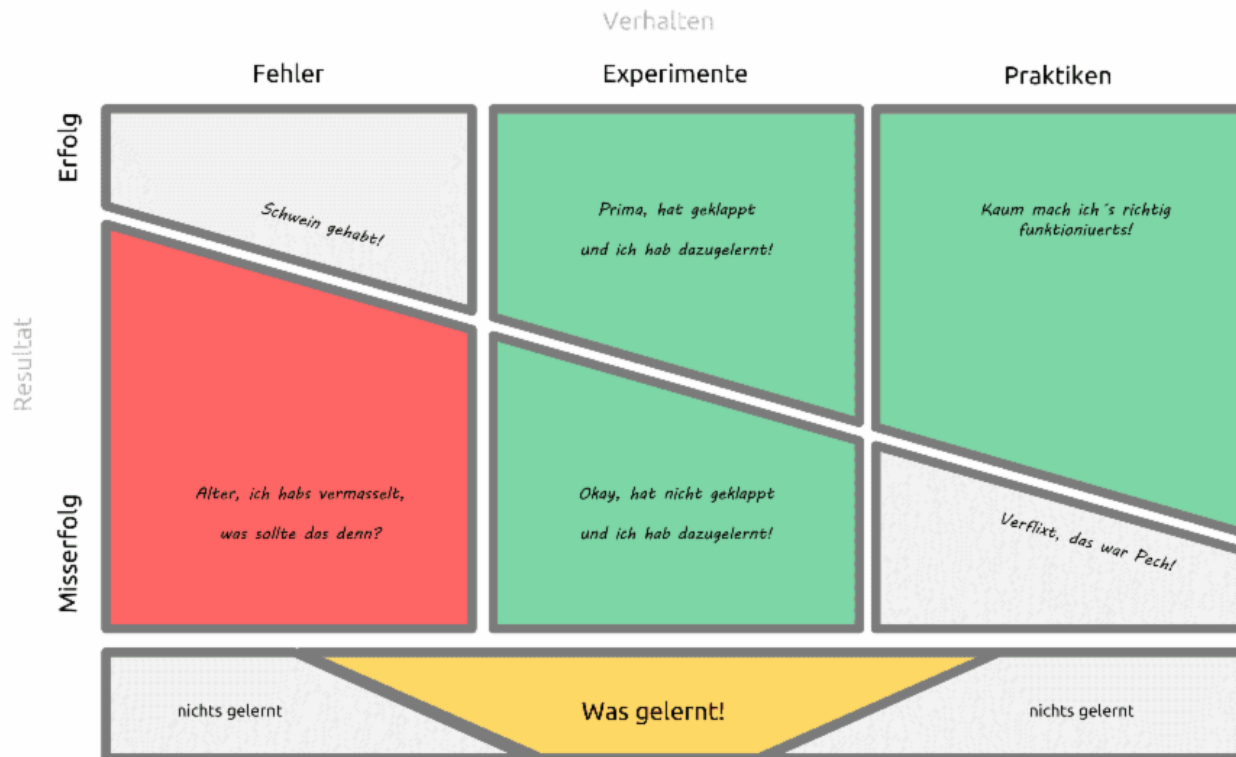 Verhalten
Fehler
Experimente
Praktiken
Resultat
Erfolg
Schwein gehabt!
Prima, hat geklappt
und ich hab dazugelernt!
Kaum mach ich´s richtig
funktioniuerts!
Misserfolg
Alter, ich habs vermasselt,
was sollte das denn?
Okay, hat nicht geklappt
und ich hab dazugelernt!
Verflixt, das war Pech!
nichts gelernt
Was gelernt!
nichts gelernt